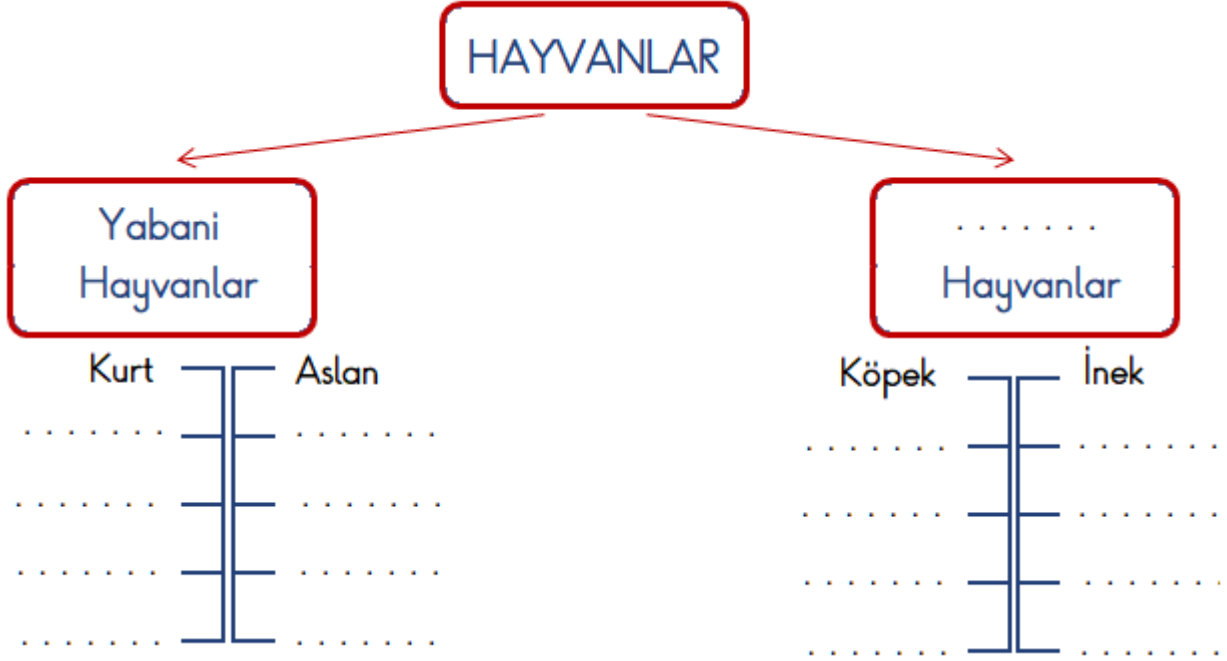 HAYVANLAR
Yabani
Hayvanlar
. . . . . . .
Hayvanlar
Kurt Aslan
. . . . . . . . . . . . . .
. . . . . . . . . . . . . .
. . . . . . . . . . . . . .
. . . . . . . . . . . . . .
Köpek İnek
. . . . . . . . . . . . . .
. . . . . . . . . . . . . .
. . . . . . . . . . . . . .
. . . . . . . . . . . . . .